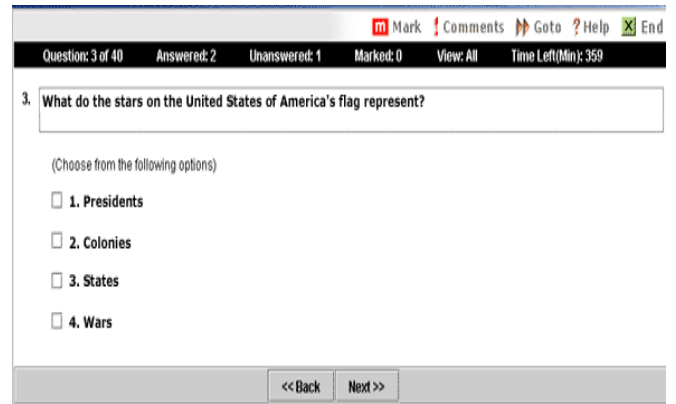 m Mark ! Comments Goto ? Help X End
Question: 3 of 40 Answered: 2 Unanswered: 1 Marked: 0 View: All Time Left(Min): 359
3. What do the stars on the United States of America's flag represent?
(Choose from the following options)
1. Presidents
2. Colonies
3. States
4. Wars
<< Back Next >>